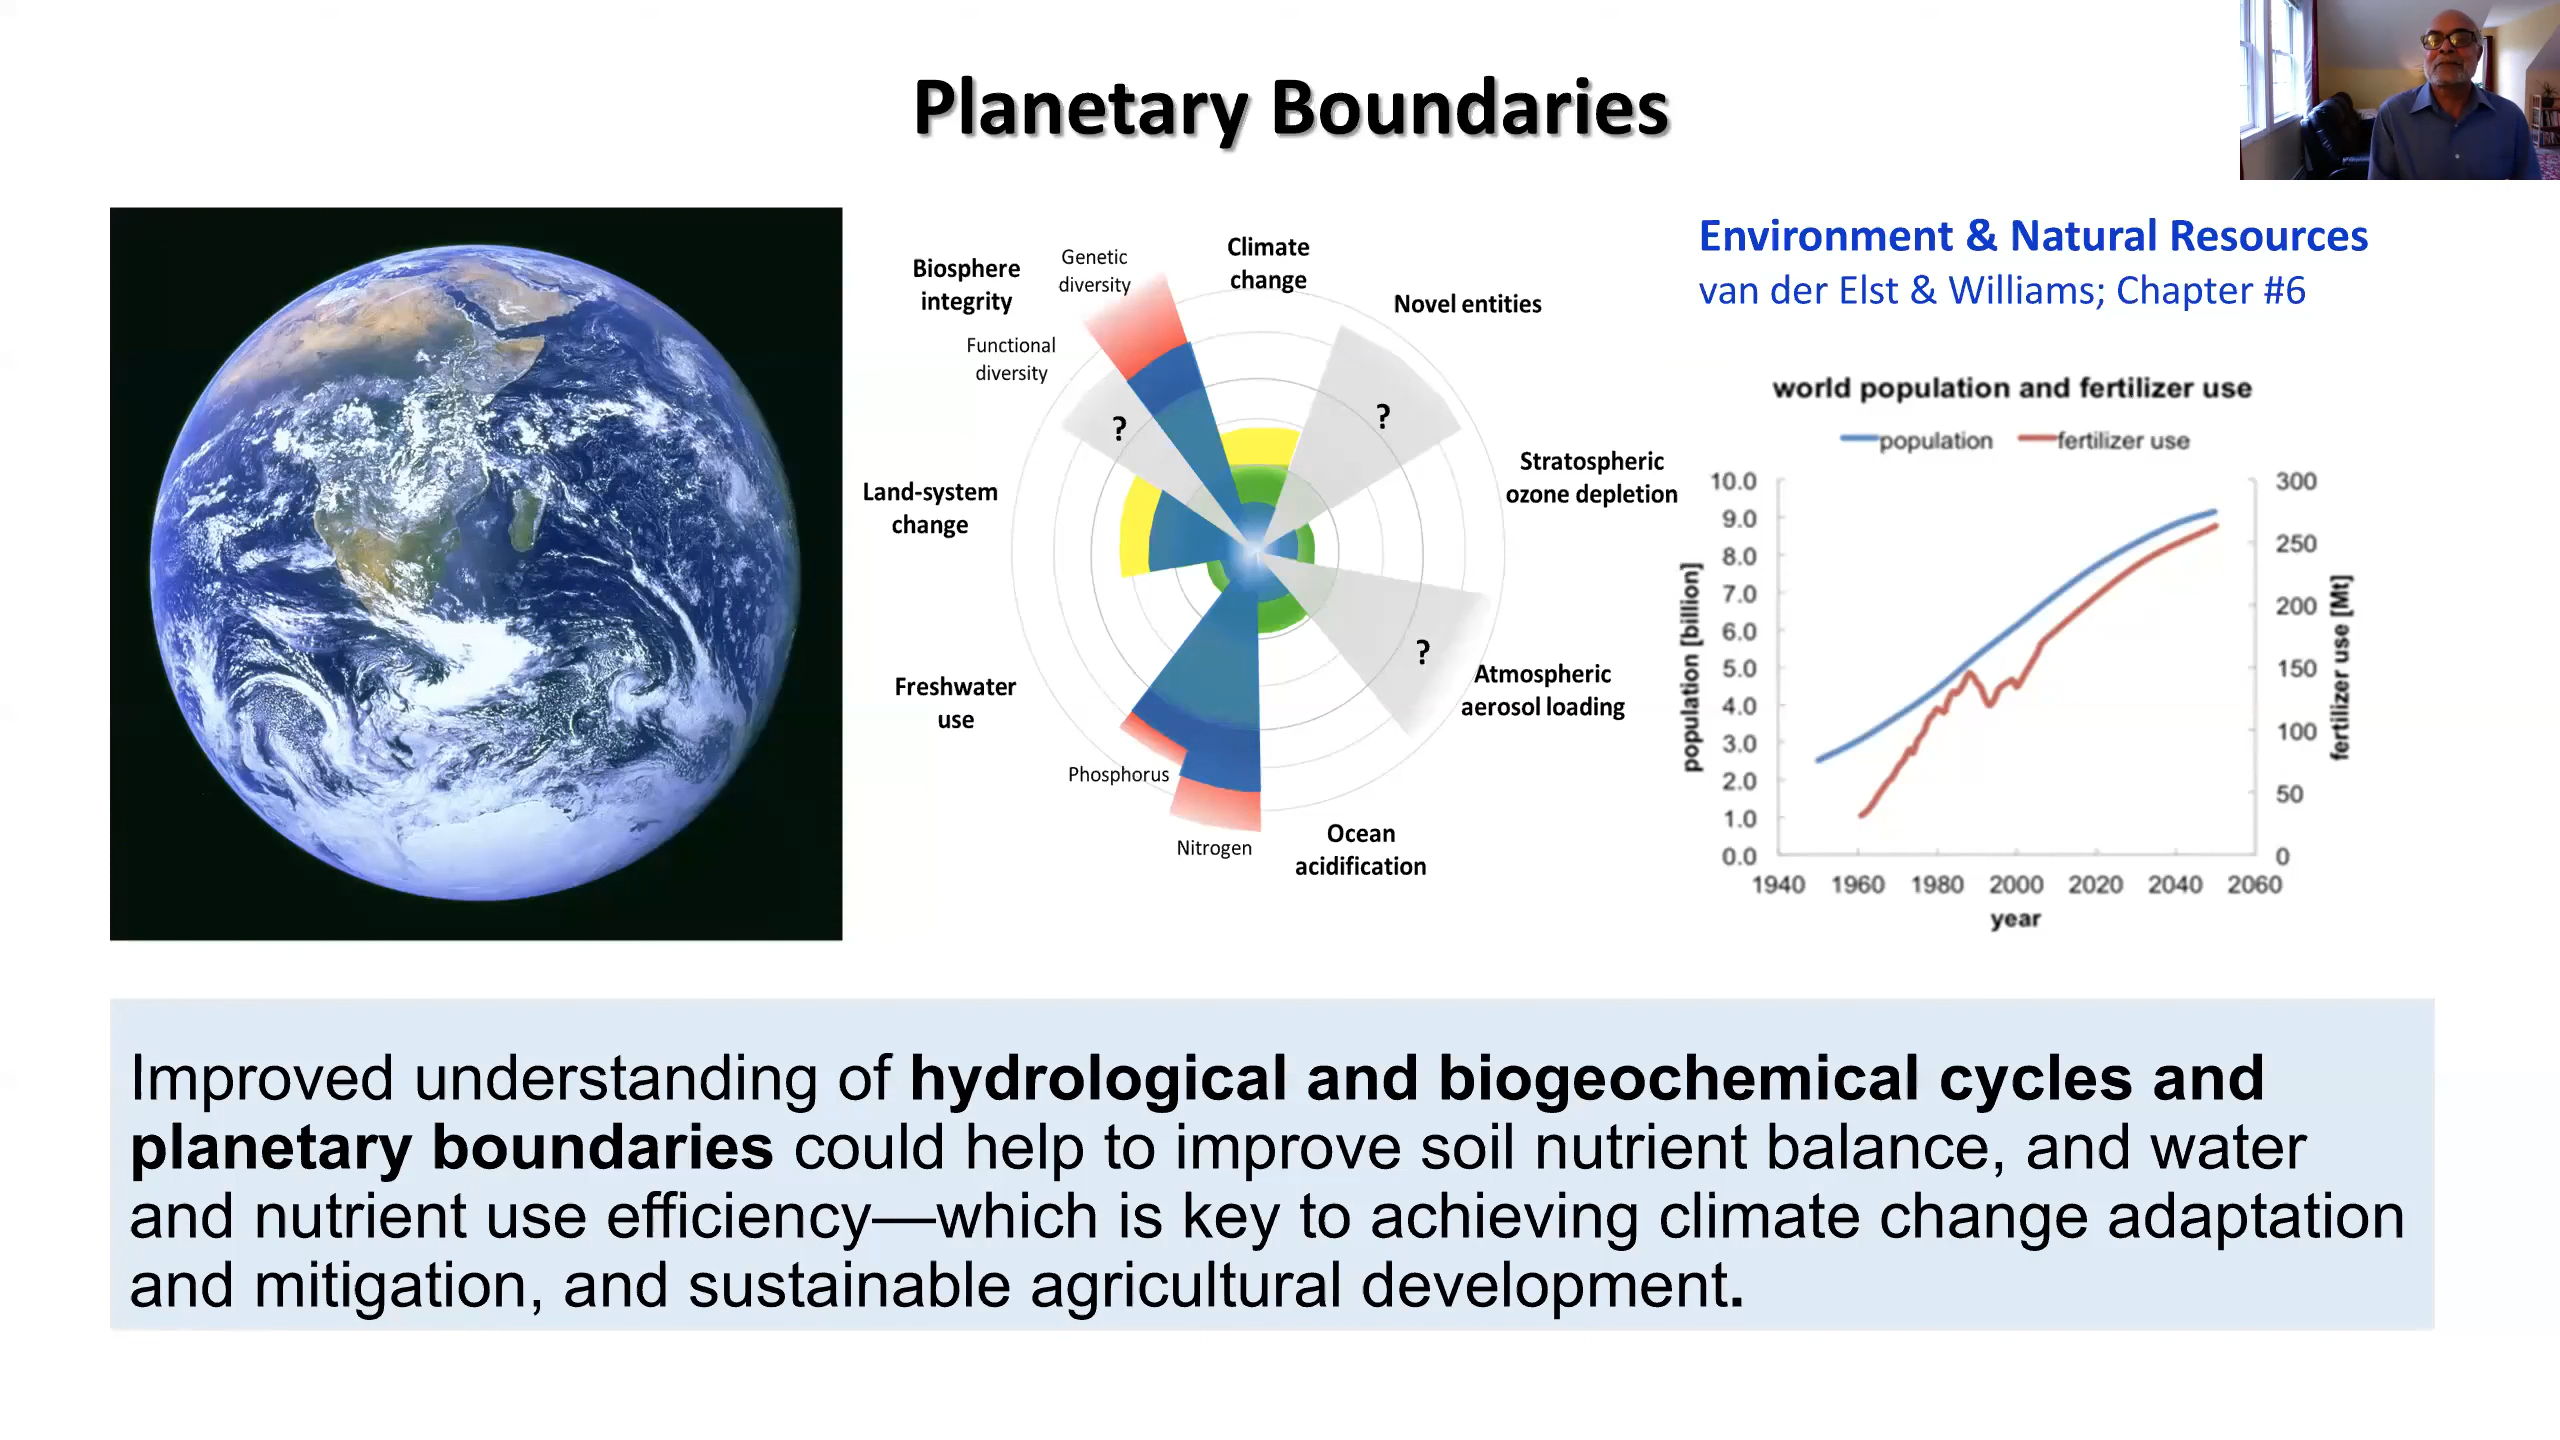 Planetary Boundaries
Biosphere
integrity
Genetic
diversity
Functional
diversity
Climate
change
Novel entities
?
?
Land-system
change
Stratospheric
ozone depletion
Freshwater
use
?
Atmospheric
aerosol loading
Phosphorus
Nitrogen
Ocean
acidification
Environment & Natural Resources
van der Elst & Williams; Chapter #6
world population and fertilizer use
population fertilizer use
population [billion]
10.0
9.0
8.0
7.0
6.0
5.0
4.0
3.0
2.0
1.0
0.0
300
250
200
150
100
50
0
fertilizer use [Mt]
1940 1960 1980 2000 2020 2040 2060
year
Improved understanding of hydrological and biogeochemical cycles and
planetary boundaries could help to improve soil nutrient balance, and water
and nutrient use efficiency—which is key to achieving climate change adaptation
and mitigation, and sustainable agricultural development.